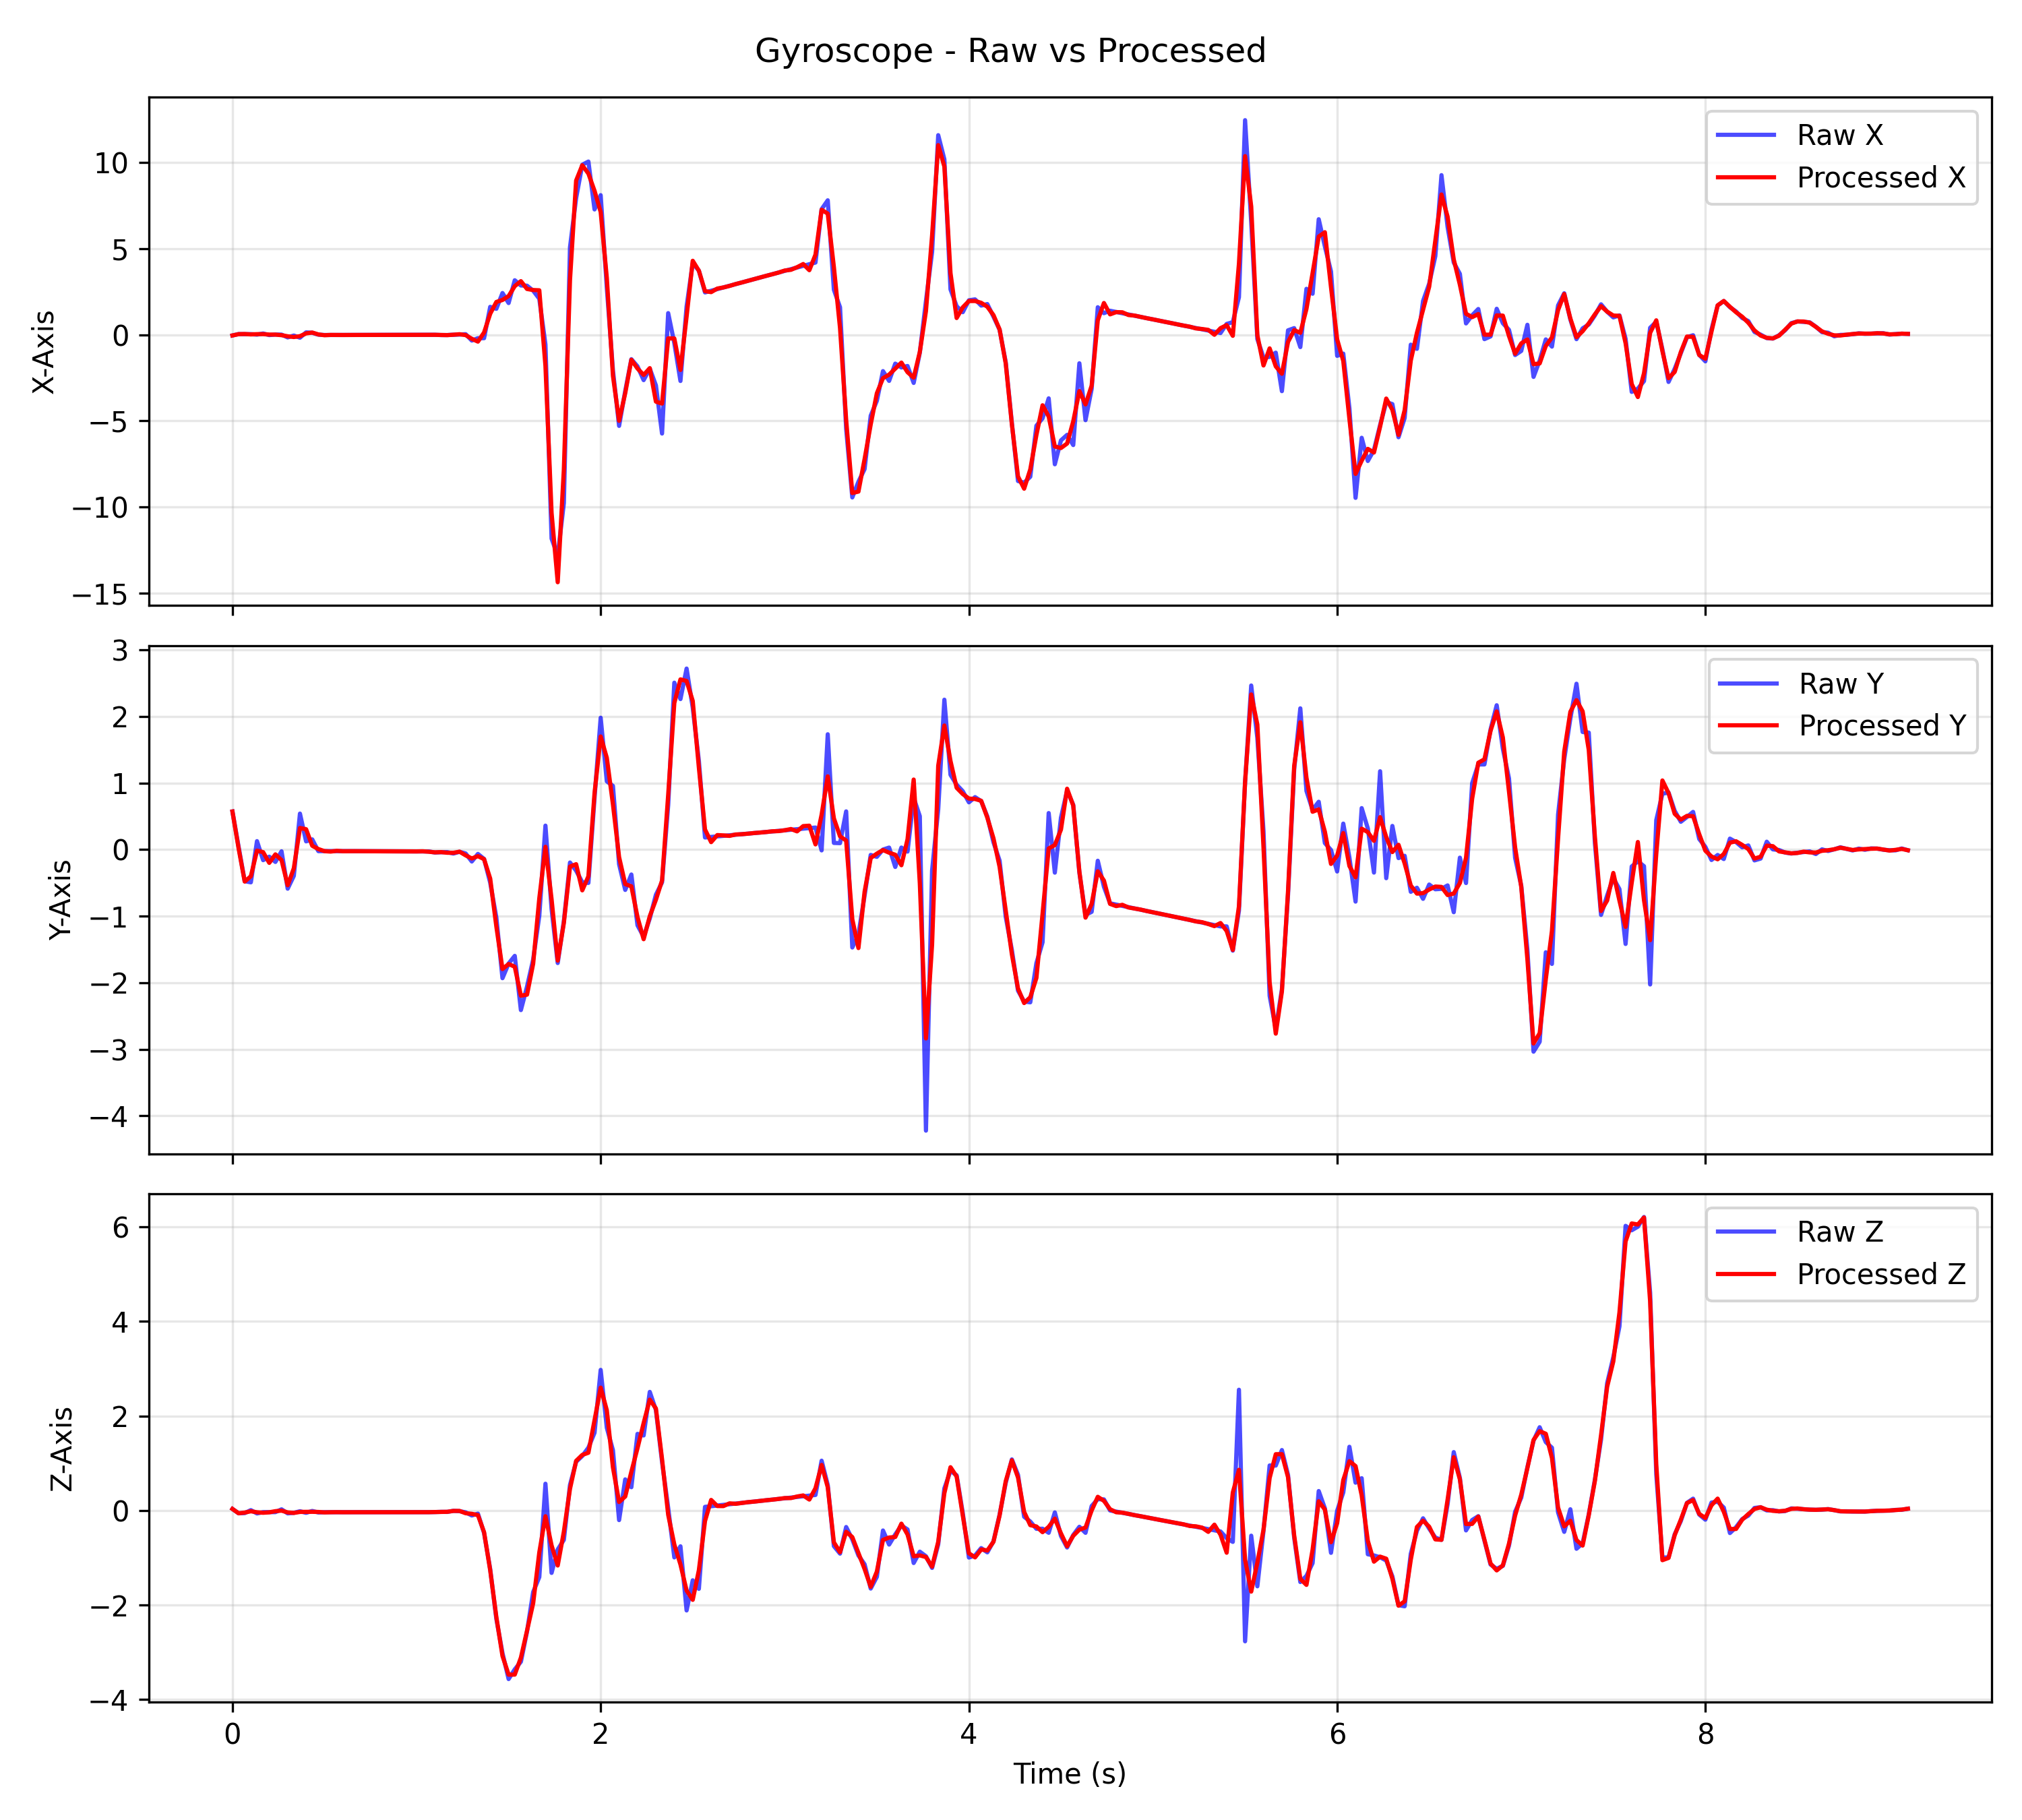 Gyroscope - Raw vs Processed
Raw X
Processed X
10
5
0
−5
−10
−15
X-Axis
Raw Y
Processed Y
3
2
1
0
−1
−2
−3
−4
Y-Axis
Raw Z
Processed Z
6
4
2
0
−2
−4
Z-Axis
0 2 4 6 8
Time (s)